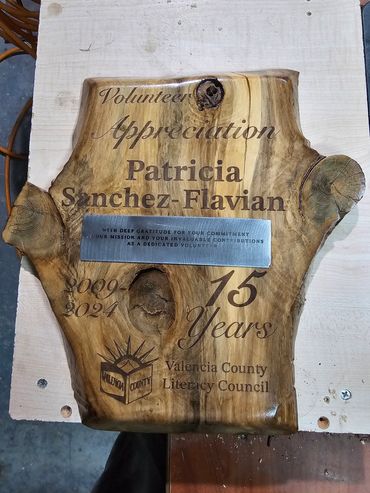 Volunteer
Appreciation
Patricia
Sanchez-Flavian
WITH DEEP GRATITUDE FOR YOUR COMMITMENT
OUR MISSION AND YOUR INVALUABLE CONTRIBUTIONS
AS A DEDICATED VOLUNTEER
2009-
2024
15
Years
VALENCIA COUNTY
Valencia County
Literacy Council